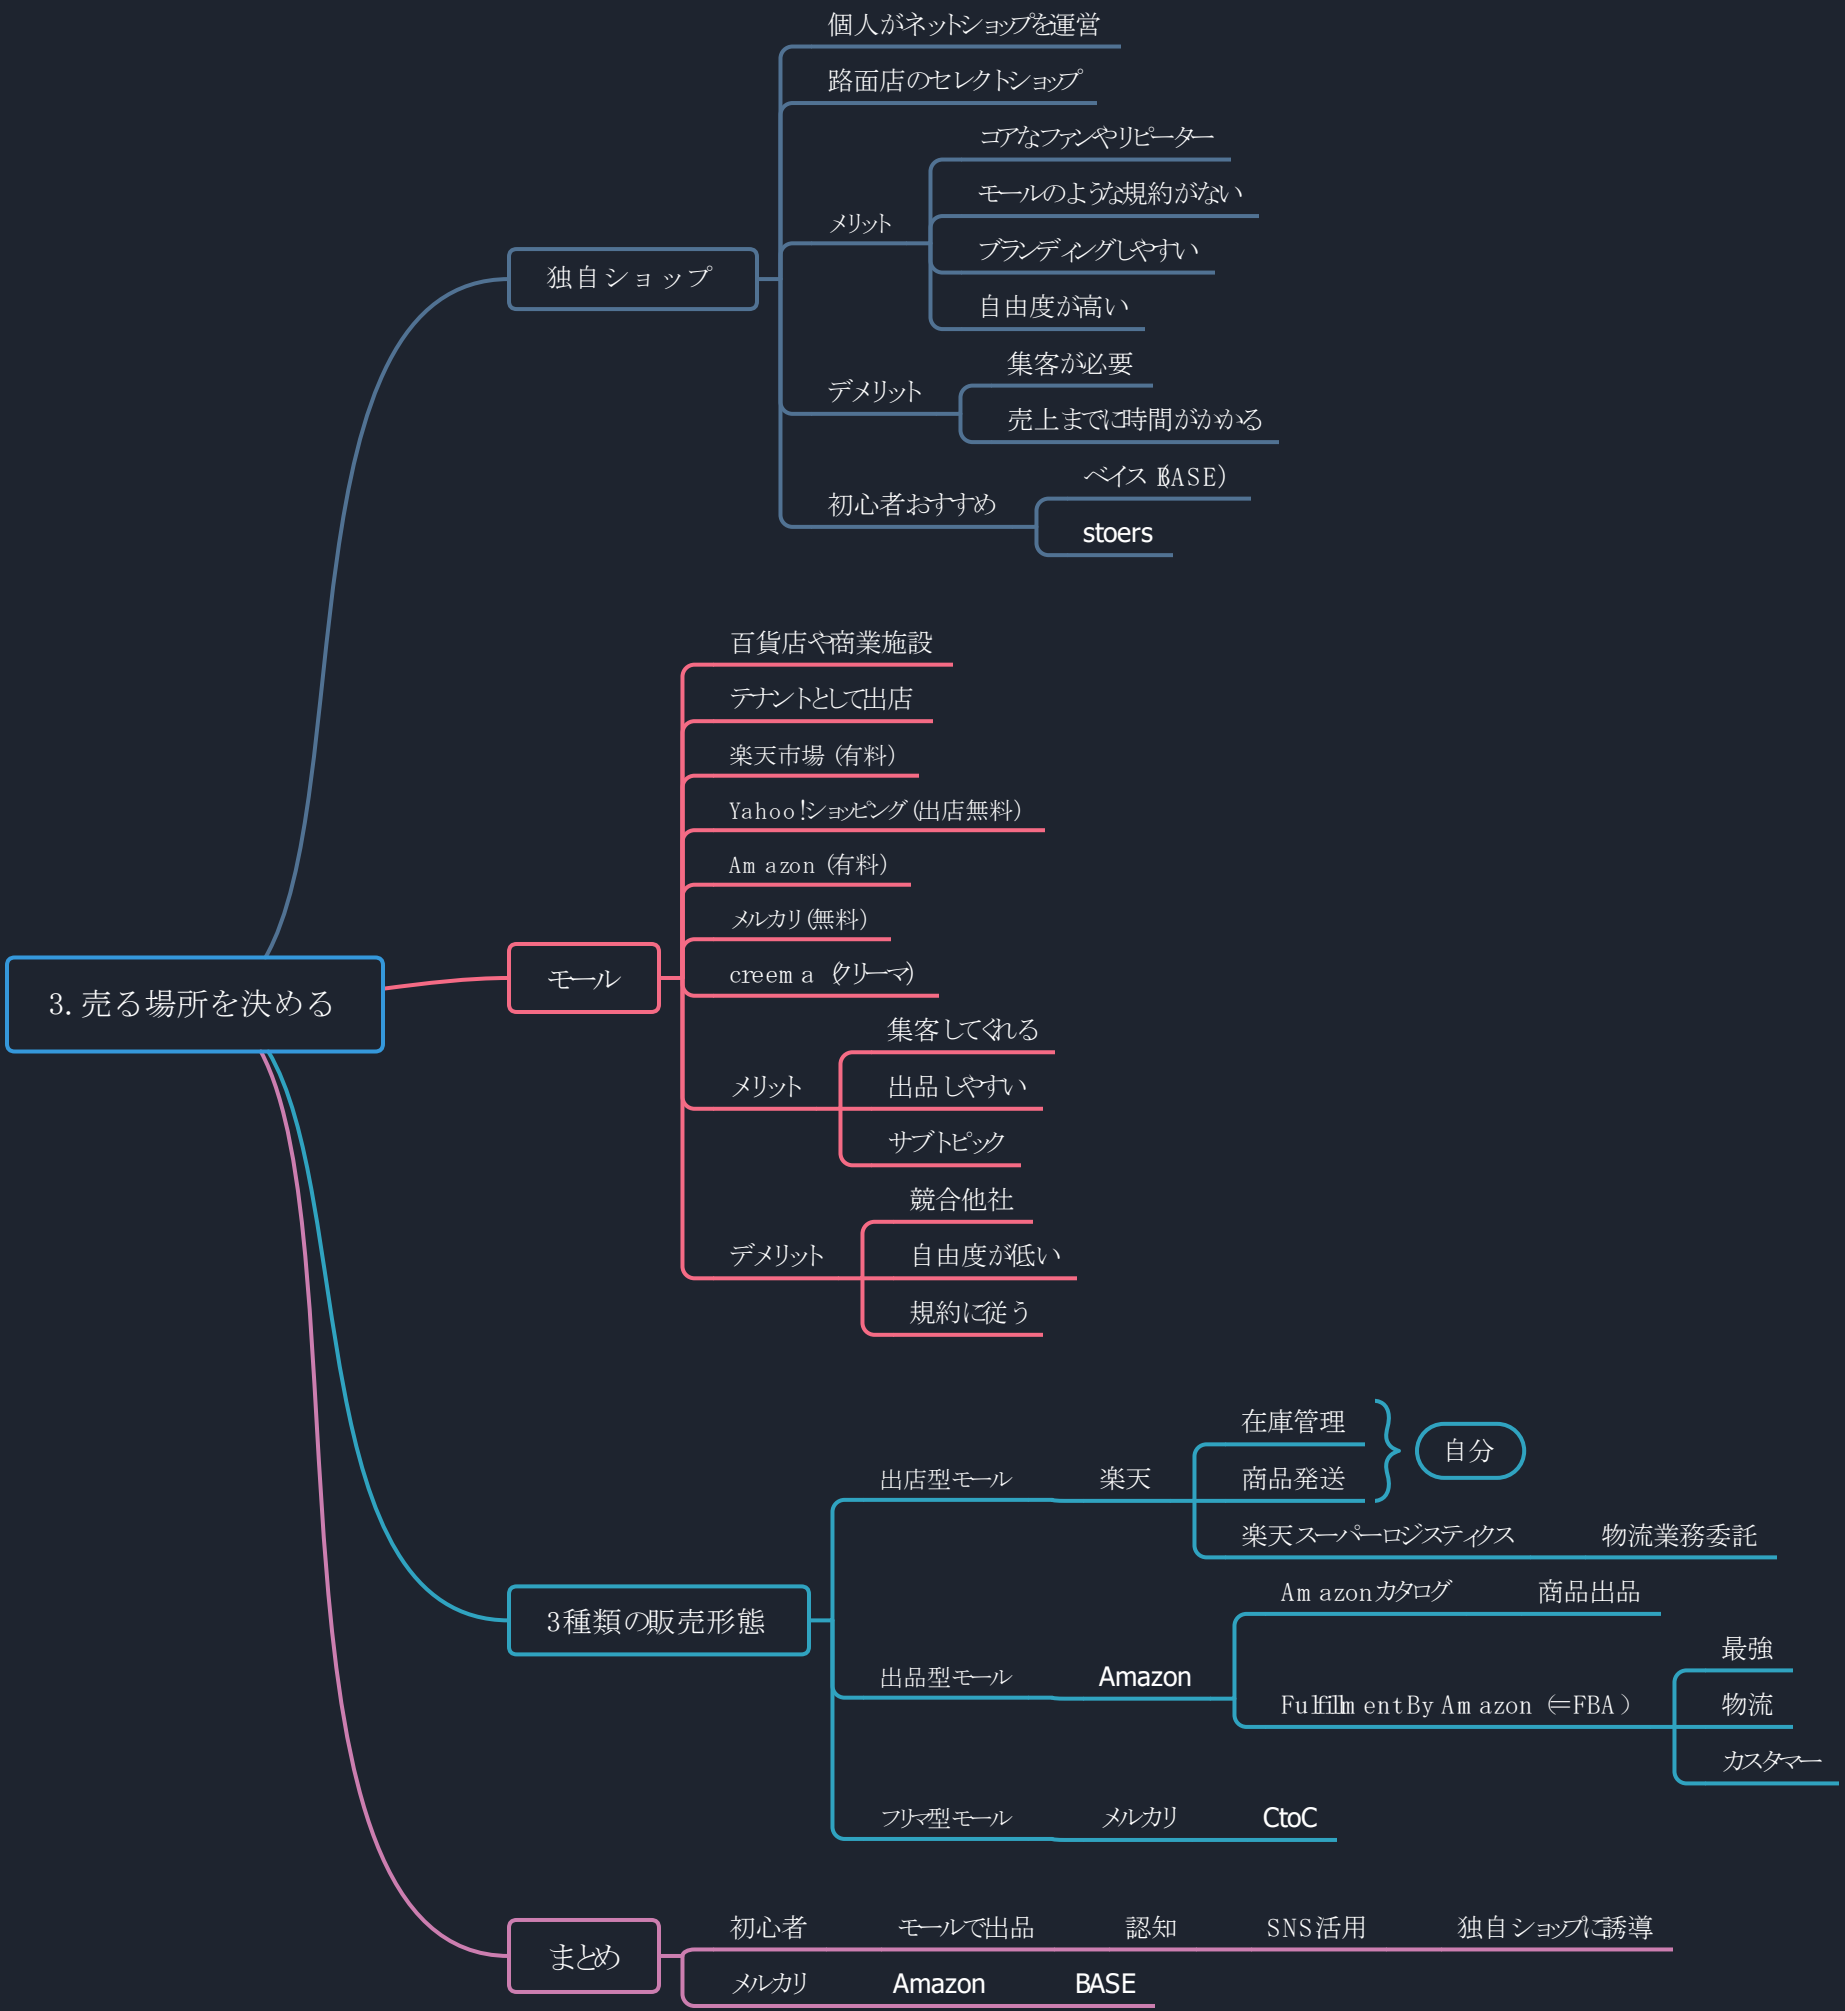 3.売る場所を決める
独自ショップ
個人がネットショップを運営
路面店のセレクトショップ
メリット
コアなファンやリピーター
モールのような規約がない
ブランディングしやすい
自由度が高い
デメリット
集客が必要
売上までに時間がかかる
初心者おすすめ
ベイス（BASE）
stoers
モール
百貨店や商業施設
テナントとして出店
楽天市場（有料）
Yahoo!ショッピング（出店無料）
Amazon（有料）
メルカリ（無料）
creema（クリーマ）
メリット
集客してくれる
出品しやすい
サブトピック
デメリット
競合他社
自由度が低い
規約に従う
3種類の販売形態
出店型モール
楽天
在庫管理
商品発送
自分
楽天スーパーロジスティクス
物流業務委託
出品型モール
Amazon
Amazonカタログ
商品出品
Fulfillment By Amazon（＝FBA）
最強
物流
カスタマー
フリマ型モール
メルカリ
CtoC
まとめ
初心者
モールで出品
認知
SNS活用
独自ショップに誘導
メルカリ
Amazon
BASE